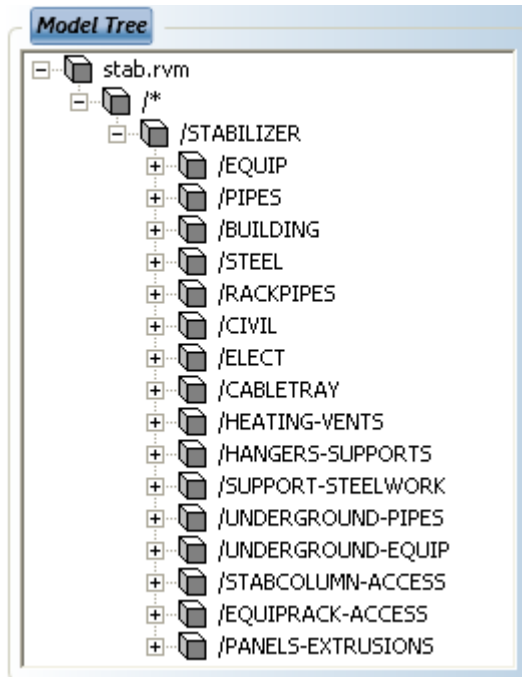 Model Tree
stab.rvm
/*
/STABILIZER
/EQUIP
/PIPES
/BUILDING
/STEEL
/RACKPIPES
/CIVIL
/ELECT
/CABLETRAY
/HEATING-VENTS
/HANGERS-SUPPORTS
/SUPPORT-STEELWORK
/UNDERGROUND-PIPES
/UNDERGROUND-EQUIP
/STABCOLUMN-ACCESS
/EQUIPRACK-ACCESS
/PANELS-EXTRUSIONS